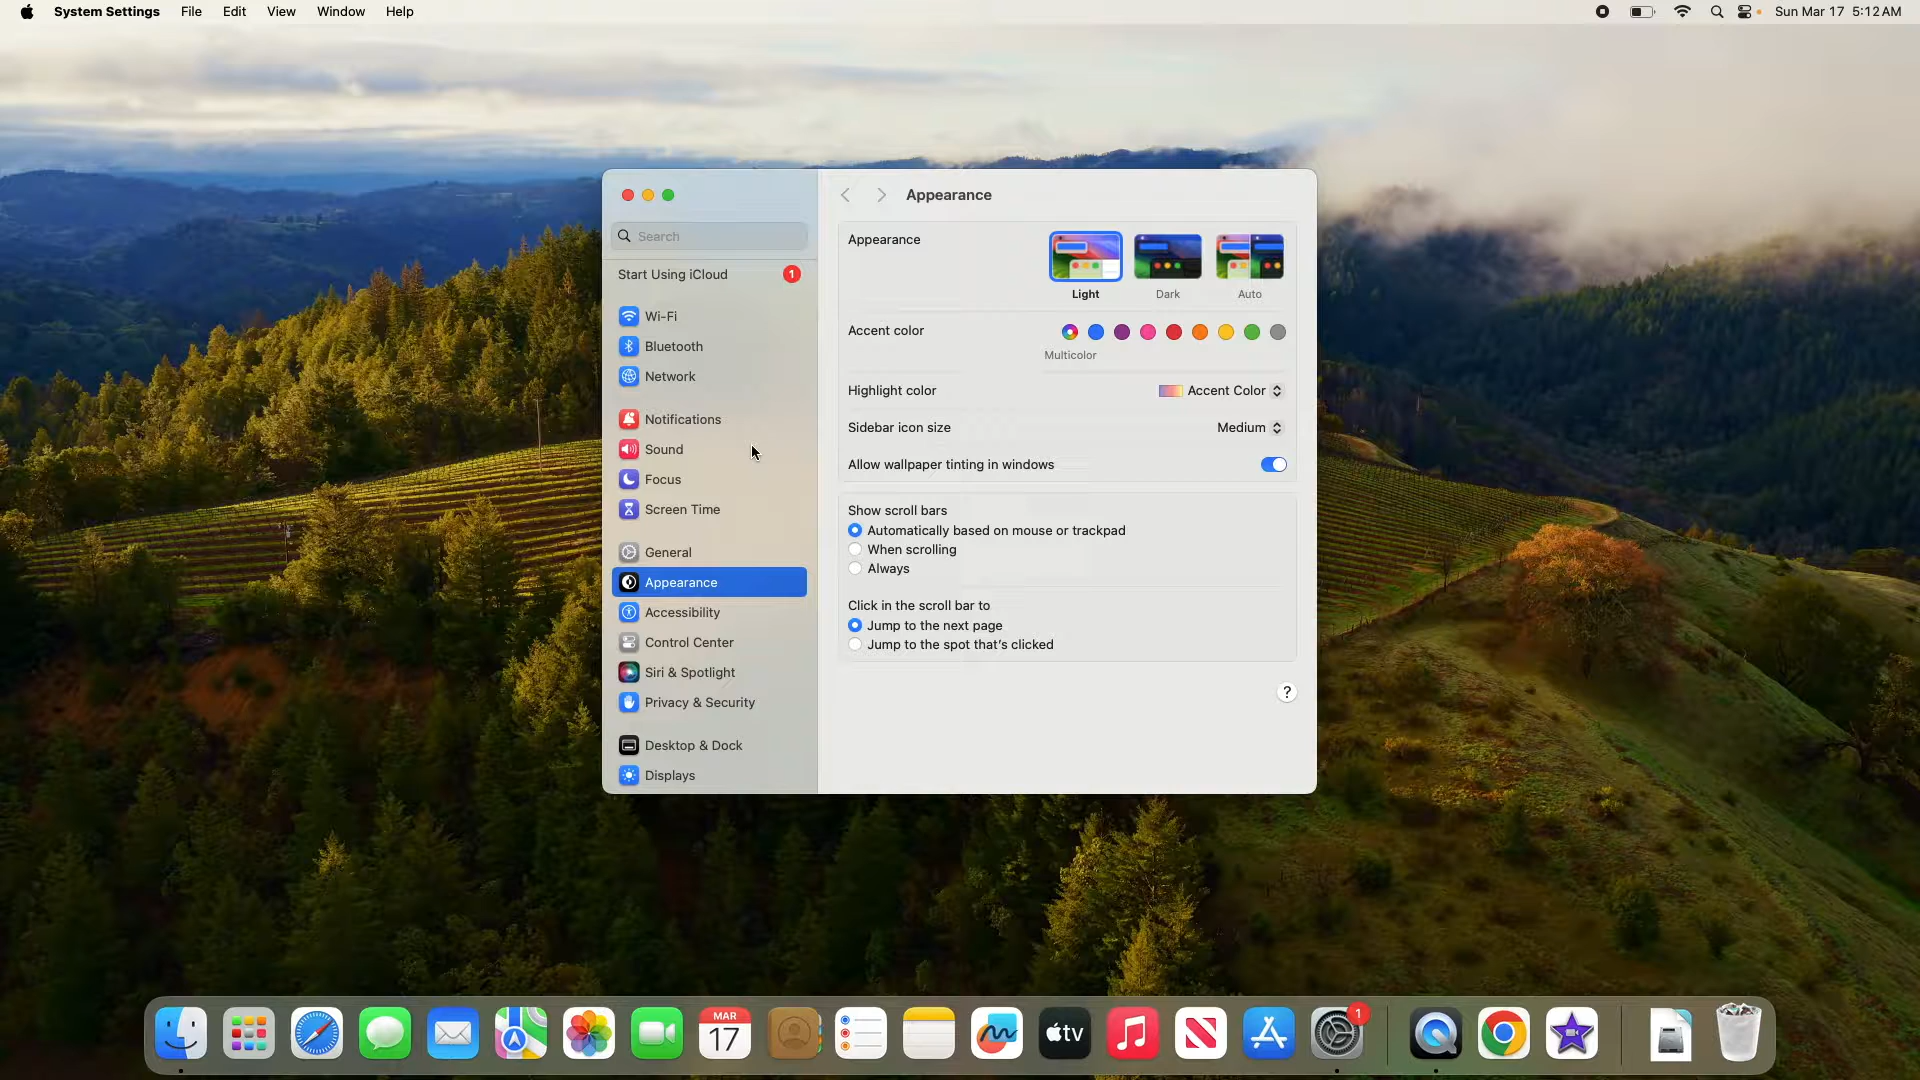 System Settings File Edit View Window Help Sun Mar 17 5:12 AM
Search
Start Using iCloud 1
Wi-Fi
Bluetooth
Network
Notifications
Sound
Focus
Screen Time
General
Appearance
Accessibility
Control Center
Siri & Spotlight
Privacy & Security
Desktop & Dock
Displays
Appearance
Appearance
Light Dark Auto
Accent color
Multicolor
Highlight color Accent Color
Sidebar icon size Medium
Allow wallpaper tinting in windows
Show scroll bars
Automatically based on mouse or trackpad
When scrolling
Always
Click in the scroll bar to
Jump to the next page
Jump to the spot that's clicked
?
MAR
17
tv
1